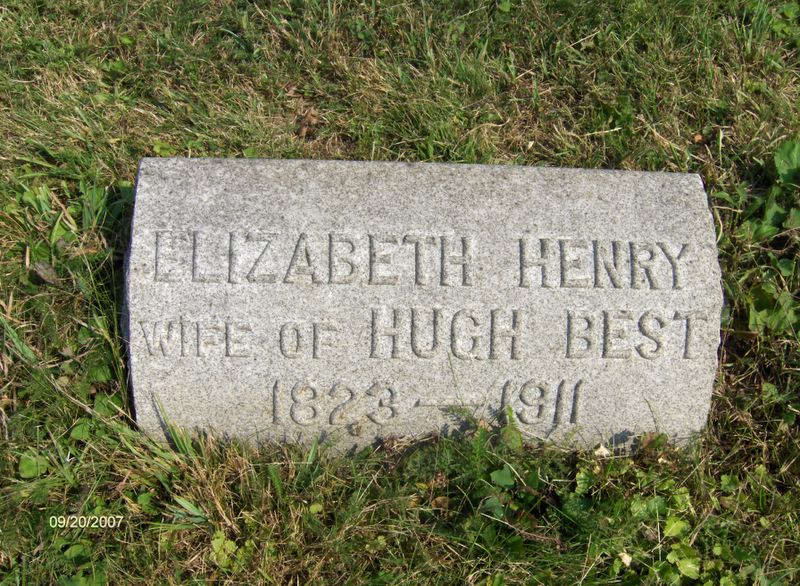 ELIZABETH HENRY
WIFE OF HUGH BEST
1823—1911
09/20/2007